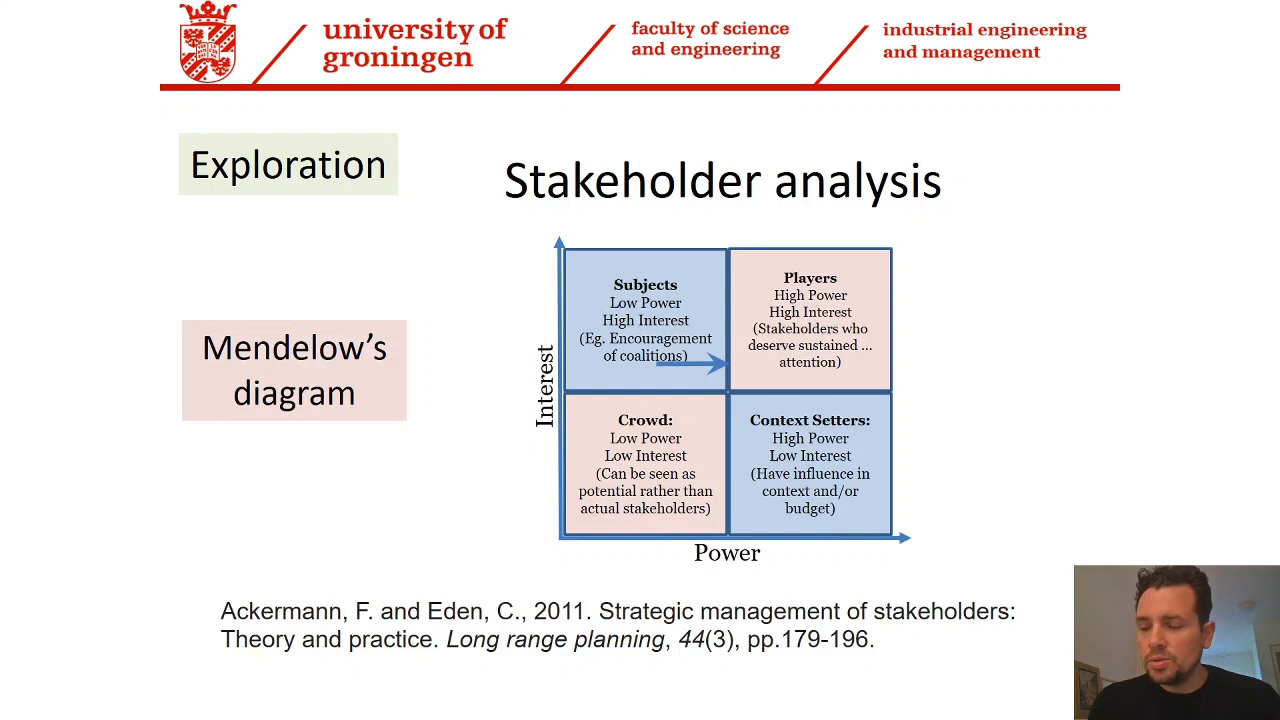 university of
groningen
faculty of science
and engineering
industrial engineering
and management
Exploration
Stakeholder analysis
Mendelow's
diagram
Interest
Subjects
Low Power
High Interest
(Eg. Encouragement
of coalitions)
Players
High Power
High Interest
(Stakeholders who
deserve sustained ...
attention)
Crowd:
Low Power
Low Interest
(Can be seen as
potential rather than
actual stakeholders)
Context Setters:
High Power
Low Interest
(Have influence in
context and/or
budget)
Power
Ackermann, F. and Eden, C., 2011. Strategic management of stakeholders:
Theory and practice. Long range planning, 44(3), pp.179-196.